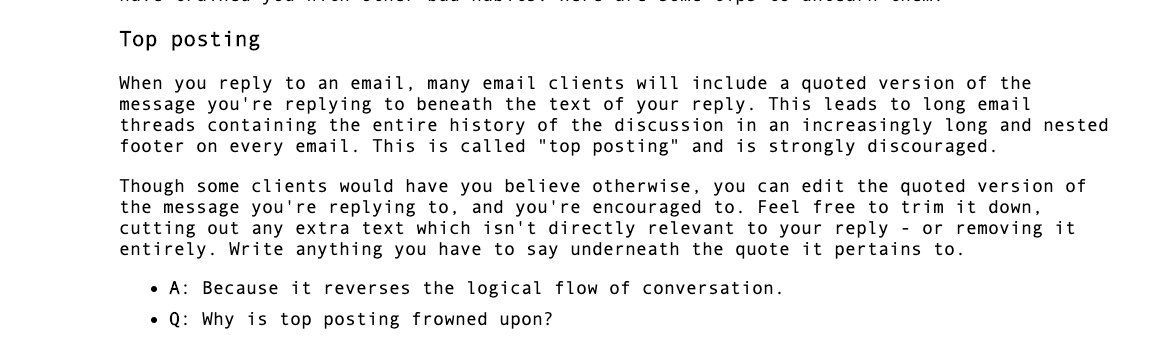 Top posting
When you reply to an email, many email clients will include a quoted version of the
message you're replying to beneath the text of your reply. This leads to long email
threads containing the entire history of the discussion in an increasingly long and nested
footer on every email. This is called "top posting" and is strongly discouraged.
Though some clients would have you believe otherwise, you can edit the quoted version of
the message you're replying to, and you're encouraged to. Feel free to trim it down,
cutting out any extra text which isn't directly relevant to your reply - or removing it
entirely. Write anything you have to say underneath the quote it pertains to.
• A: Because it reverses the logical flow of conversation.
• Q: Why is top posting frowned upon?